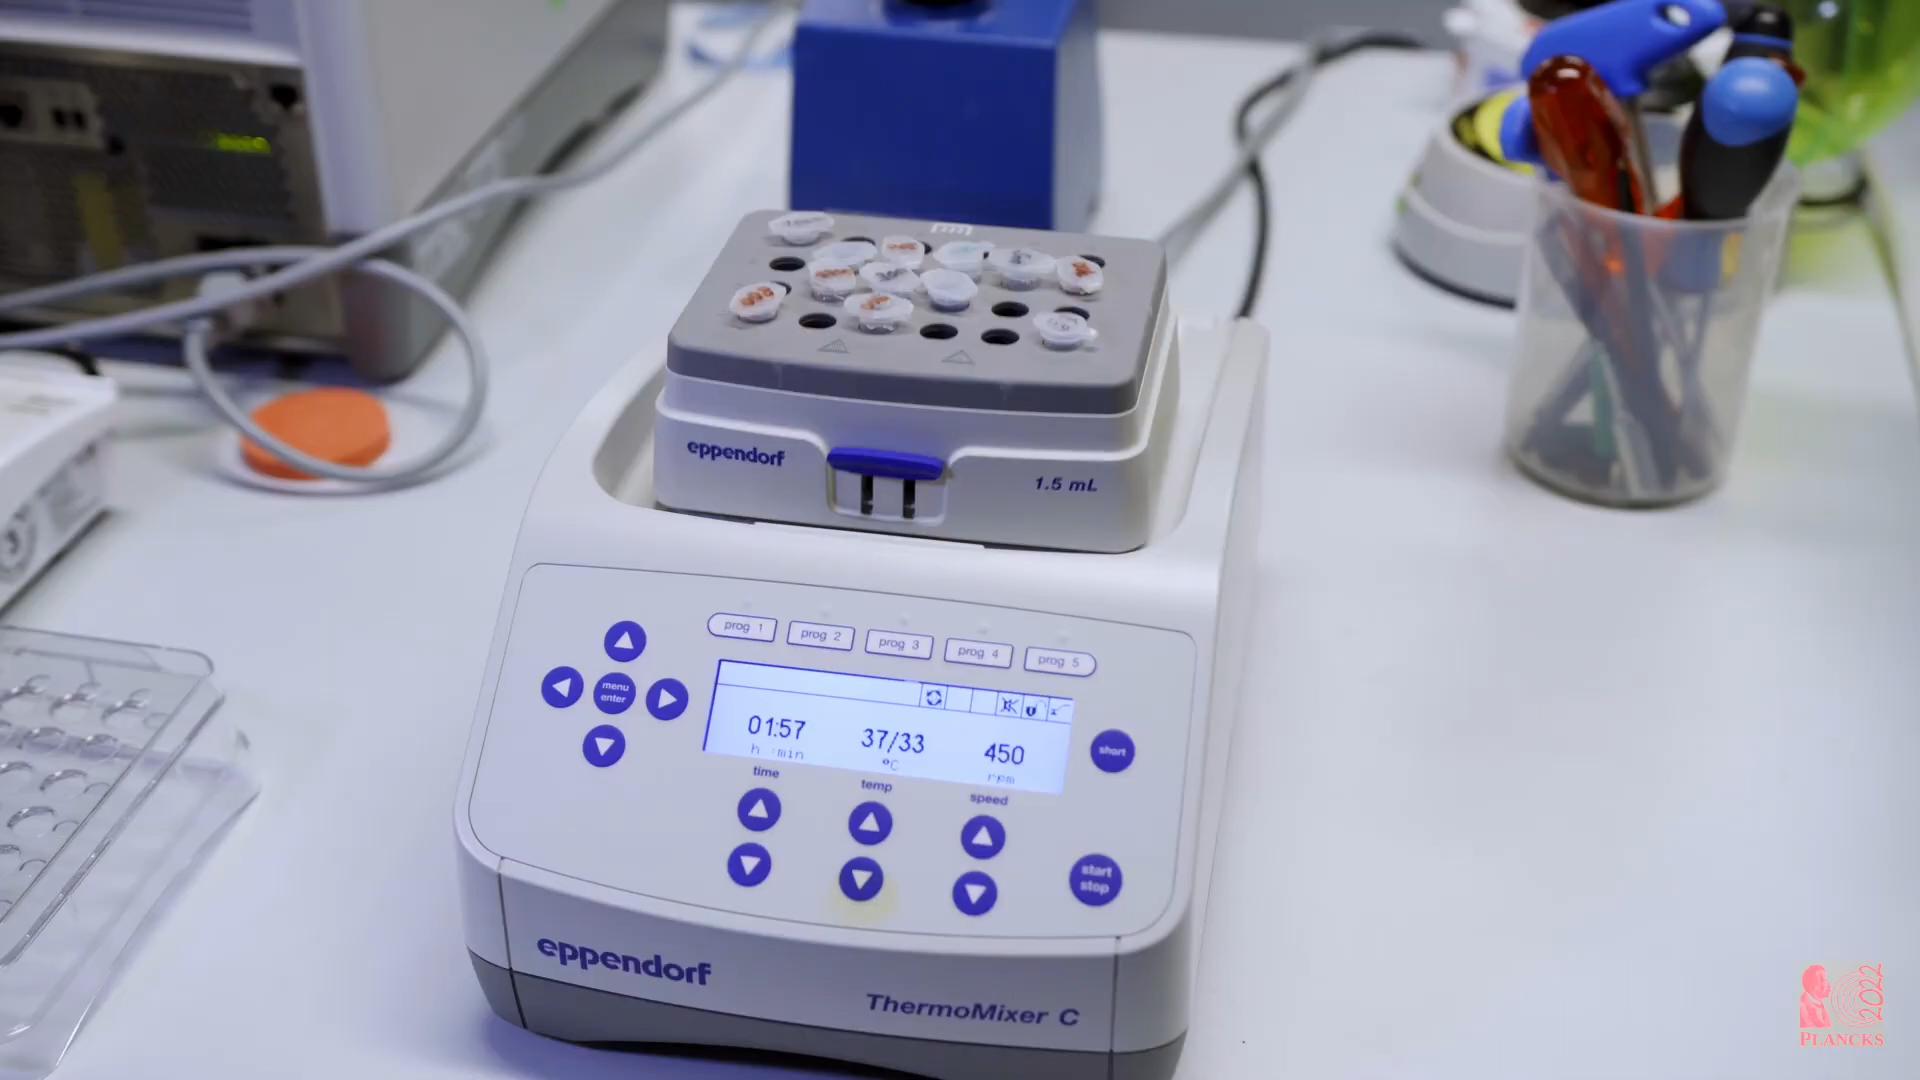 eppendorf
1.5 mL
prog 1
prog 2
prog 3
prog 4
prog 5
menu
enter
01:57
37/33
450
h :min
°C
rpm
short
time
temp
speed
start
stop
eppendorf
ThermoMixer C
2022
PLANCKS